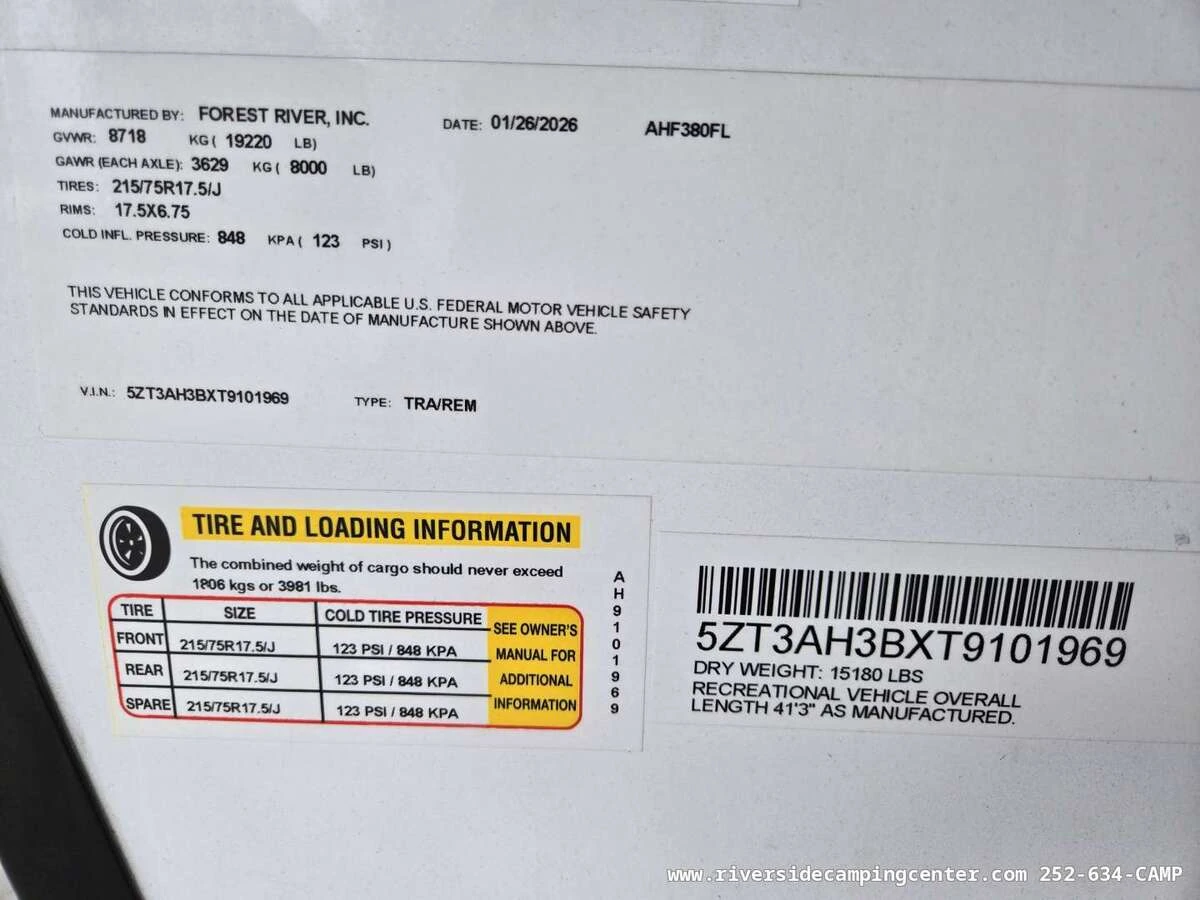 MANUFACTURED BY: FOREST RIVER, INC. DATE: 01/26/2026 AHF380FL
GVWR: 8718 KG ( 19220 LB)
GAWR (EACH AXLE): 3629 KG ( 8000 LB)
TIRES: 215/75R17.5/J
RIMS: 17.5X6.75
COLD INFL. PRESSURE: 848 KPA ( 123 PSI )
THIS VEHICLE CONFORMS TO ALL APPLICABLE U.S. FEDERAL MOTOR VEHICLE SAFETY
STANDARDS IN EFFECT ON THE DATE OF MANUFACTURE SHOWN ABOVE.
V.I.N.: 5ZT3AH3BXT9101969 TYPE: TRA/REM
TIRE AND LOADING INFORMATION
The combined weight of cargo should never exceed
1806 kgs or 3981 lbs.
TIRE SIZE COLD TIRE PRESSURE SEE OWNER'S
FRONT 215/75R17.5/J 123 PSI / 848 KPA MANUAL FOR
REAR 215/75R17.5/J 123 PSI / 848 KPA ADDITIONAL
SPARE 215/75R17.5/J 123 PSI / 848 KPA INFORMATION
AH9101969
5ZT3AH3BXT9101969
DRY WEIGHT: 15180 LBS
RECREATIONAL VEHICLE OVERALL
LENGTH 41'3" AS MANUFACTURED.
www.riversidecampingcenter.com 252-634-CAMP